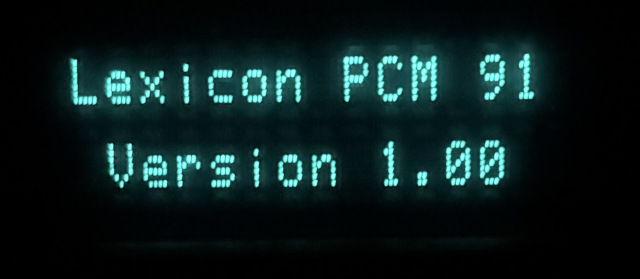 Lexicon PCM 91
Version 1.00